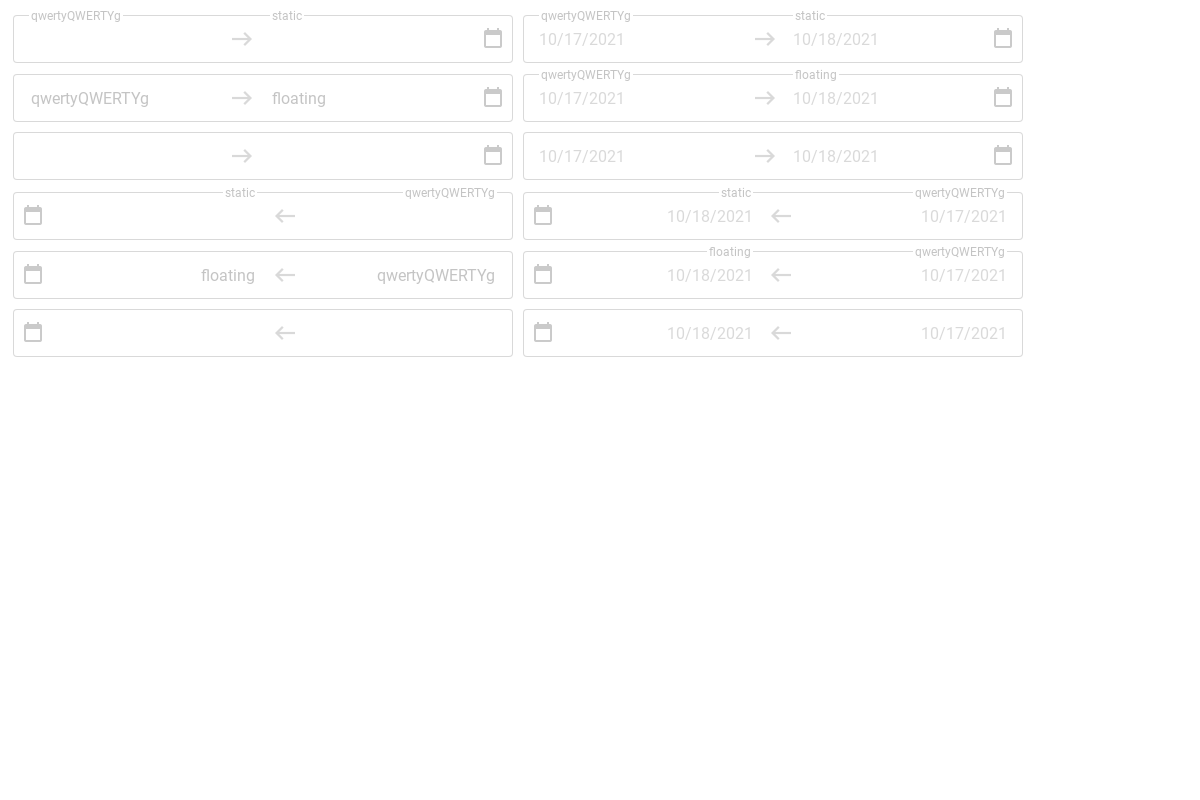 qwertyQWERTYg static qwertyQWERTYg static
10/17/2021 10/18/2021
qwertyQWERTYg floating
qwertyQWERTYg floating 10/17/2021 10/18/2021
10/17/2021 10/18/2021
static qwertyQWERTYg static qwertyQWERTYg
10/18/2021 10/17/2021
floating qwertyQWERTYg
floating qwertyQWERTYg 10/18/2021 10/17/2021
10/18/2021 10/17/2021